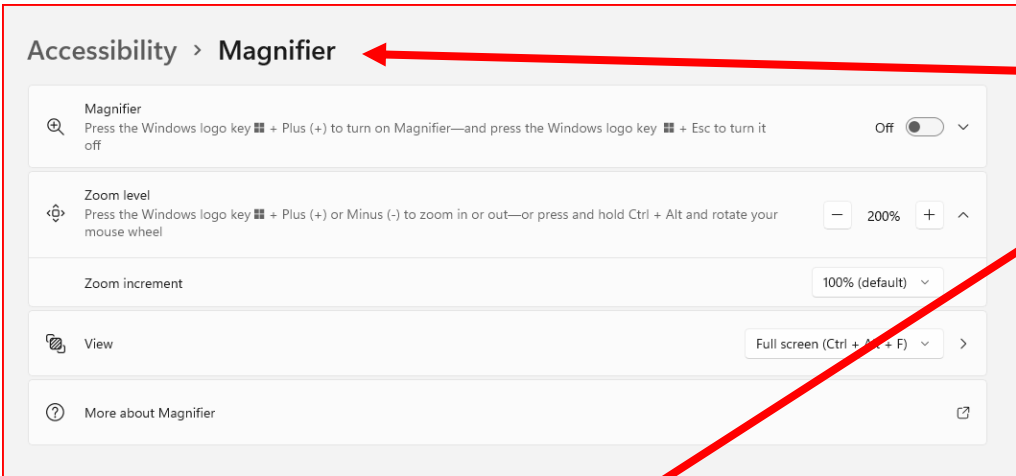 Accessibility > Magnifier
Magnifier
Press the Windows logo key + Plus (+) to turn on Magnifier—and press the Windows logo key + Esc to turn it
off
Off
Zoom level
Press the Windows logo key + Plus (+) or Minus (-) to zoom in or out—or press and hold Ctrl + Alt and rotate your
mouse wheel
200%
Zoom increment
100% (default)
View
Full screen (Ctrl + Alt + F)
More about Magnifier